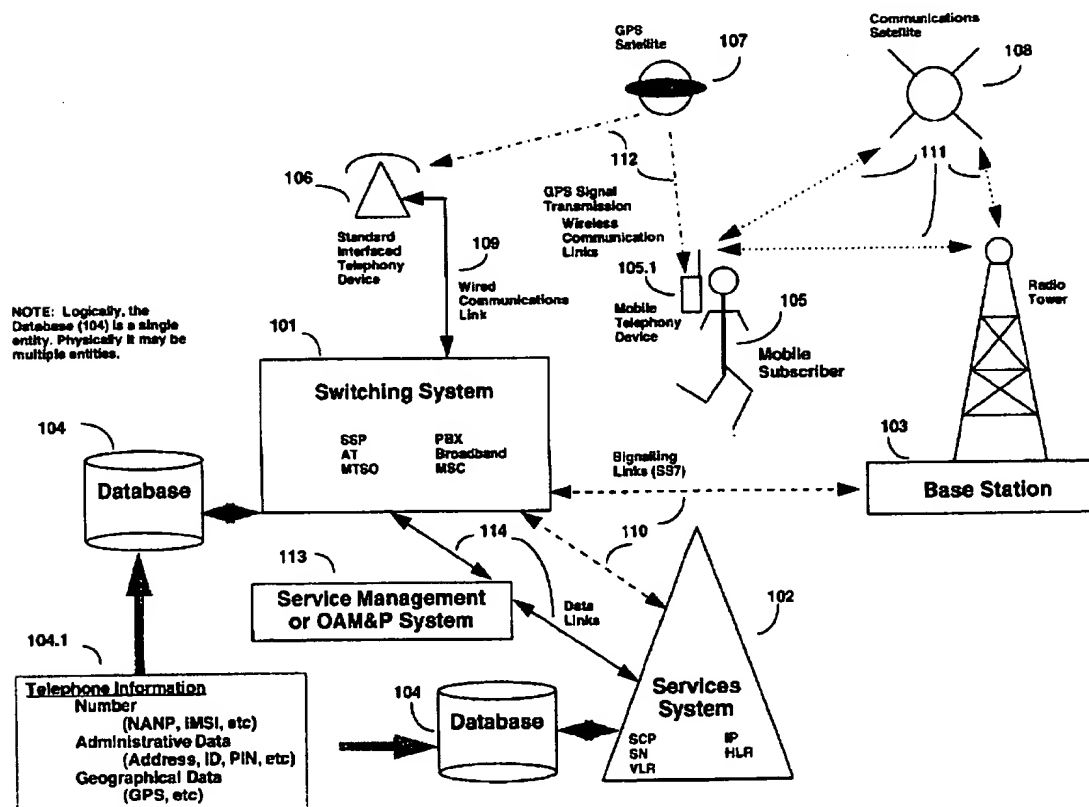 GPS
Satellite
107
Communications
Satellite
108
106
112
111
GPS Signal
Transmission
Wireless
Communication
Links
Standard
Interfaced
Telephony
Device
109
Wired
Communications
Link
105.1
Mobile
Telephony
Device
105
Mobile
Subscriber
Radio
Tower
NOTE: Logically, the
Database (104) is a single
entity. Physically it may be
multiple entities.
101
Switching System
SSP PBX
AT Broadband
MTSO MSC
104
Database
Signalling
Links (SS7)
103
Base Station
110
114
113
Service Management
or OAM&P System
Data
Links
102
104.1
Telephone Information
Number
(NANP, IMSI, etc)
Administrative Data
(Address, ID, PIN, etc)
Geographical Data
(GPS, etc)
104
Database
Services
System
SCP IP
SN HLR
VLR